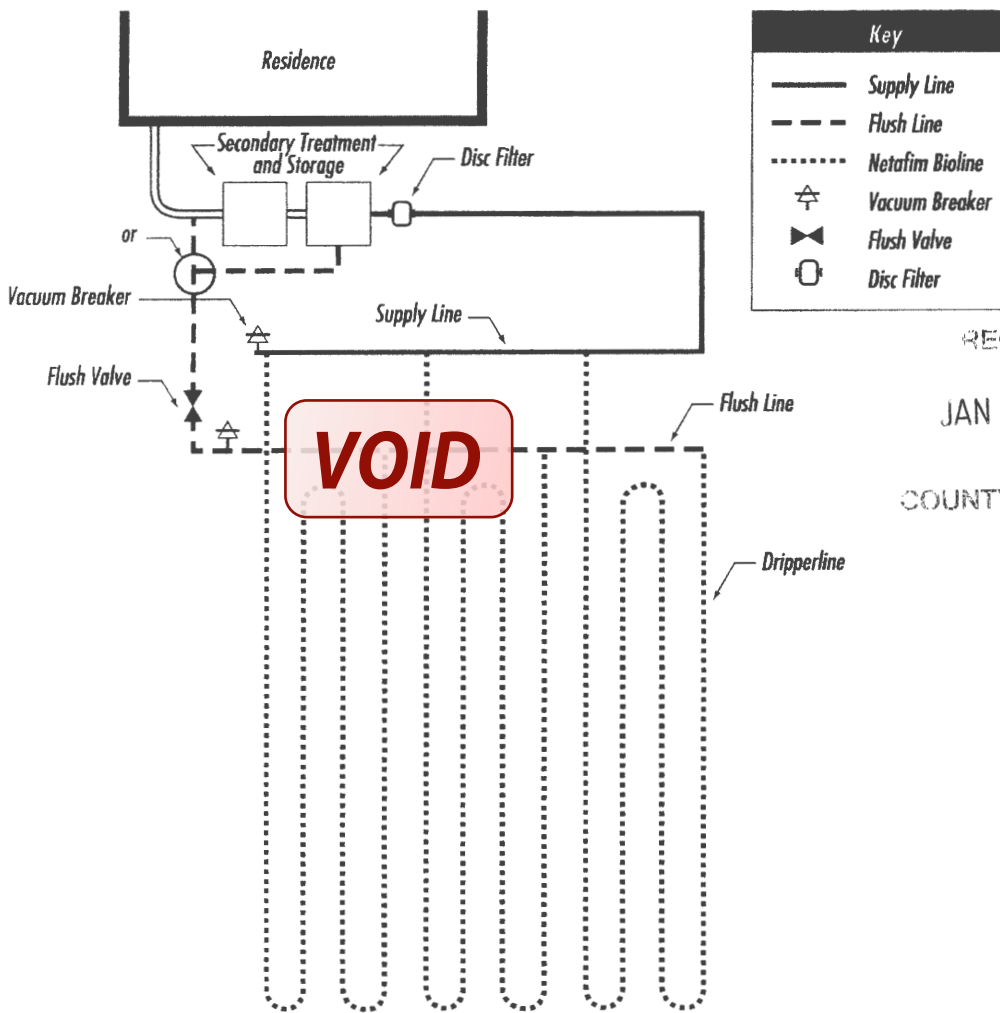 Residence
Key
Supply Line
Flush Line
Netafim Bioline
Vacuum Breaker
Flush Valve
Disc Filter
Secondary Treatment
and Storage
Disc Filter
or
Vacuum Breaker
Supply Line
Flush Valve
Flush Line
VOID
JAN
COUNTY
Dripperline